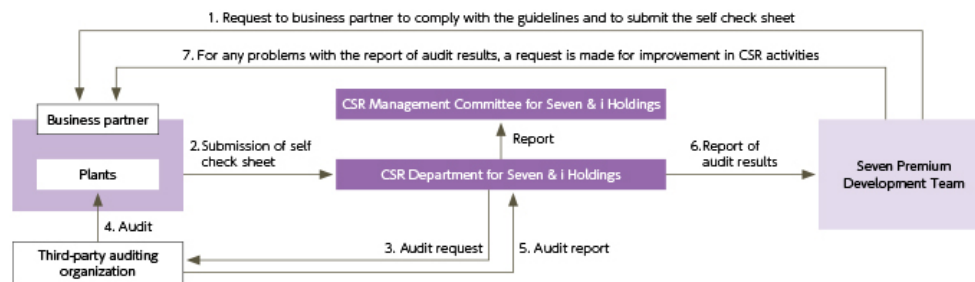 1. Request to business partner to comply with the guidelines and to submit the self check sheet
7. For any problems with the report of audit results, a request is made for improvement in CSR activities
Business partner
Plants
2.Submission of self
check sheet
CSR Management Committee for Seven & i Holdings
Report
CSR Department for Seven & i Holdings
6.Report of
audit results
Seven Premium
Development Team
4. Audit
Third-party auditing
organization
3. Audit request
5. Audit report